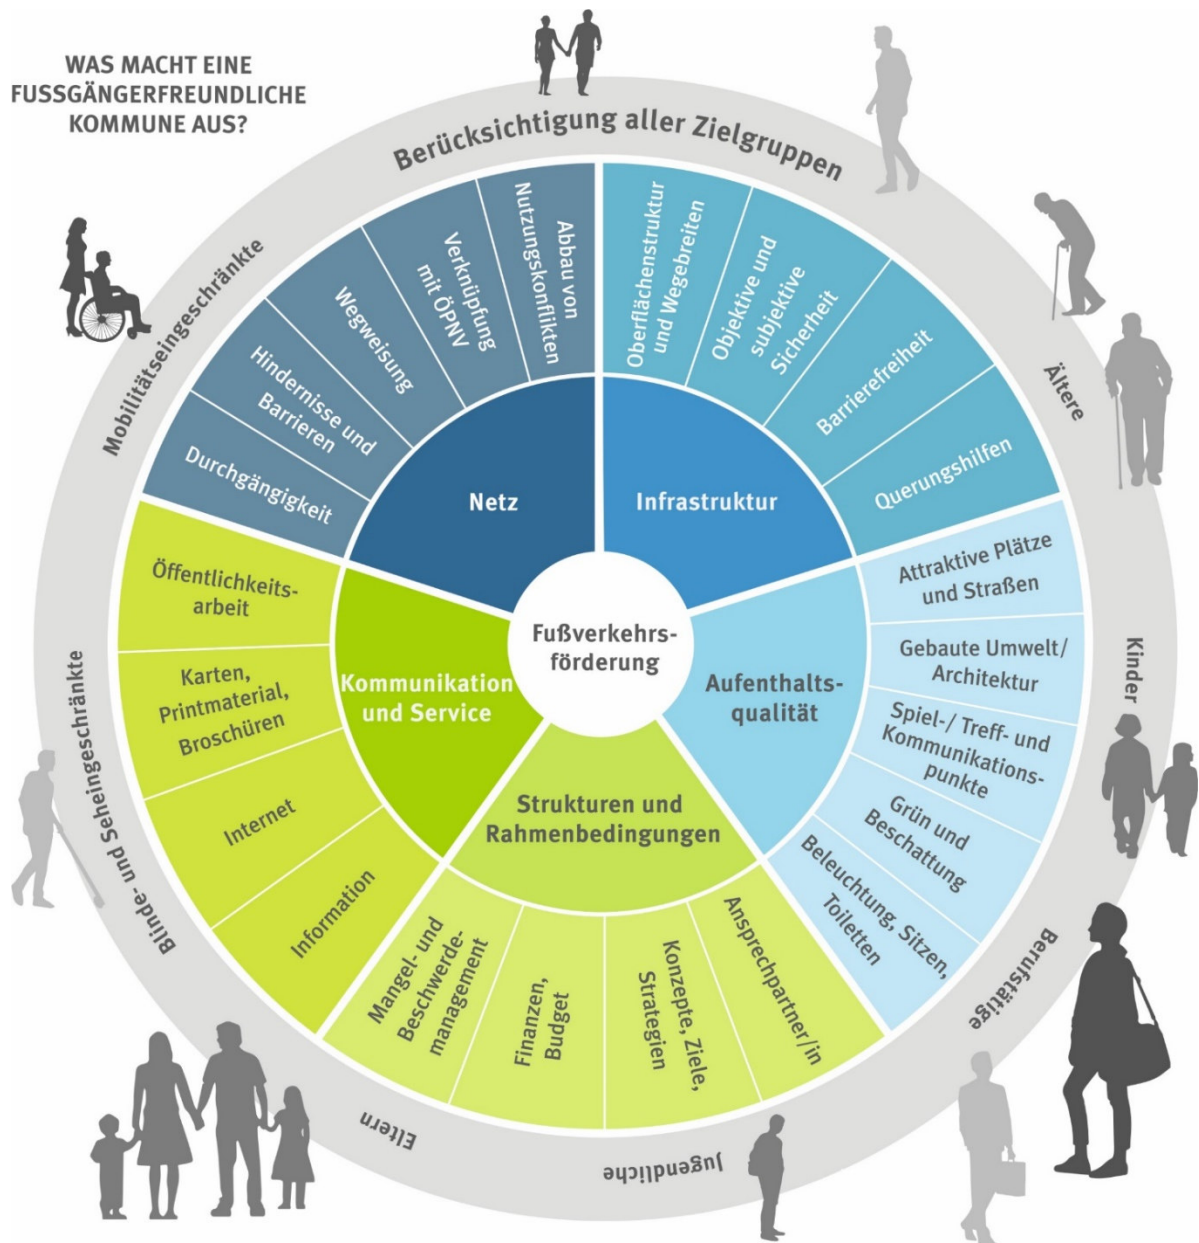 WAS MACHT EINE
FUSSGÄNGERFREUNDLICHE
KOMMUNE AUS?
Berücksichtigung aller Zielgruppen
Ältere
Kinder
Berufstätige
Jugendliche
Eltern
Blinde- und Seheingeschränkte
Mobilitätseingeschränkte
Fußverkehrs-
förderung
Netz
Durchgängigkeit
Hindernisse und
Barrieren
Wegweisung
Verknüpfung
mit ÖPNV
Abbau von
Nutzungskonflikten
Infrastruktur
Oberflächenstruktur
und Wegebreiten
Objektive und
subjektive
Sicherheit
Barrierefreiheit
Querungshilfen
Aufenthalts-
qualität
Attraktive Plätze
und Straßen
Gebaute Umwelt/
Architektur
Spiel-/ Treff- und
Kommunikations-
punkte
Grün und
Beschattung
Beleuchtung, Sitzen,
Toiletten
Strukturen und
Rahmenbedingungen
Ansprechpartner/in
Konzepte, Ziele,
Strategien
Finanzen,
Budget
Mangel- und
Beschwerde-
management
Kommunikation
und Service
Information
Internet
Karten,
Printmaterial,
Broschüren
Öffentlichkeits-
arbeit